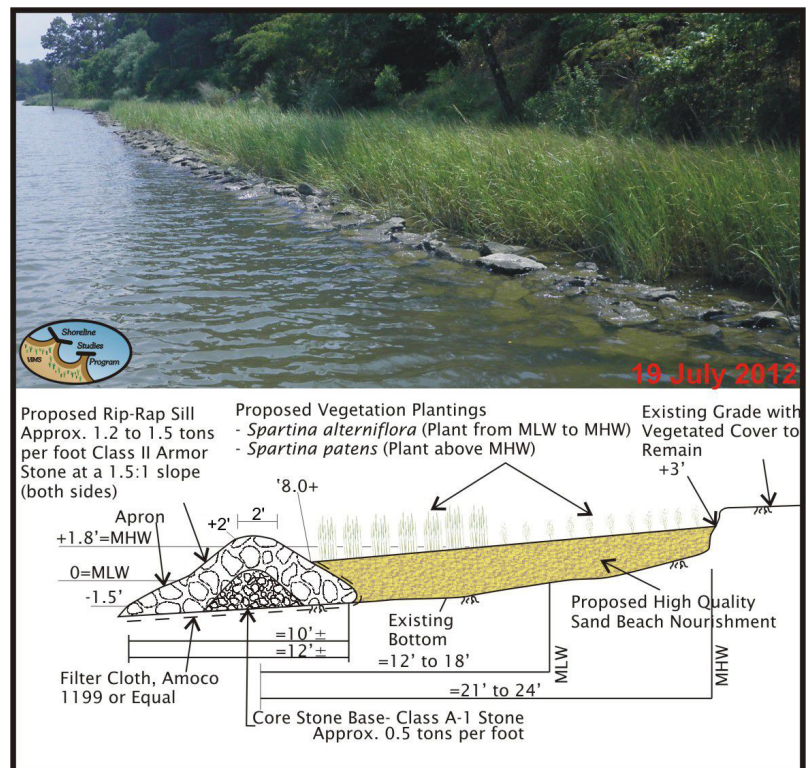 Shoreline
Studies
Program
VIMS
19 July 2012
Proposed Rip-Rap Sill
Approx. 1.2 to 1.5 tons
per foot Class II Armor
Stone at a 1.5:1 slope
(both sides)
Proposed Vegetation Plantings
- Spartina alterniflora (Plant from MLW to MHW)
- Spartina patens (Plant above MHW)
Existing Grade with
Vegetated Cover to
Remain
+3'
+0.8'
2'
+2'
Apron
+1.8'=MHW
0=MLW
-1.5'
Existing
Bottom
Proposed High Quality
Sand Beach Nourishment
=10'±
=12'±
=12' to 18'
MLW
=21' to 24'
MHW
Filter Cloth, Amoco
1199 or Equal
Core Stone Base- Class A-1 Stone
Approx. 0.5 tons per foot